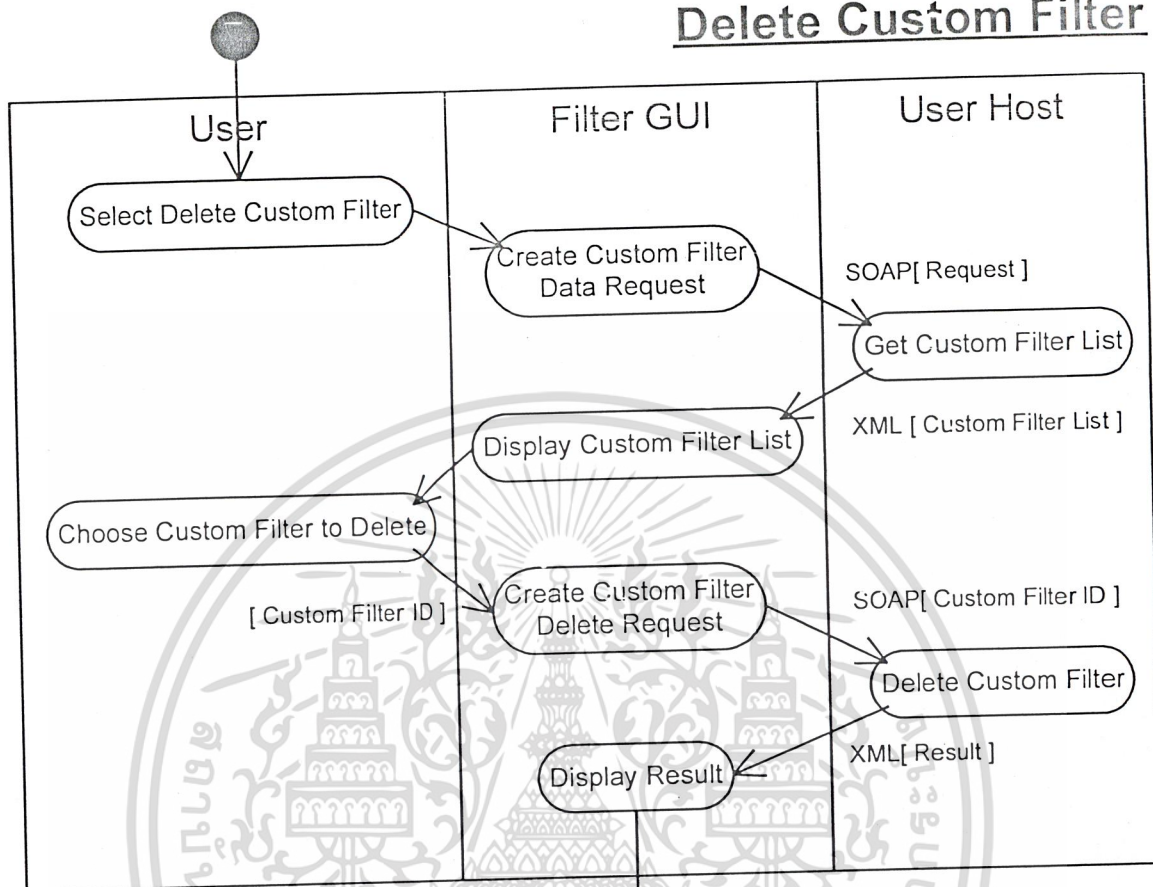 Delete Custom Filter
User
Filter GUI
User Host
Select Delete Custom Filter
Create Custom Filter
Data Request
SOAP[ Request ]
Get Custom Filter List
XML [ Custom Filter List ]
Display Custom Filter List
Choose Custom Filter to Delete
[ Custom Filter ID ]
Create Custom Filter
Delete Request
SOAP[ Custom Filter ID ]
Delete Custom Filter
XML[ Result ]
Display Result